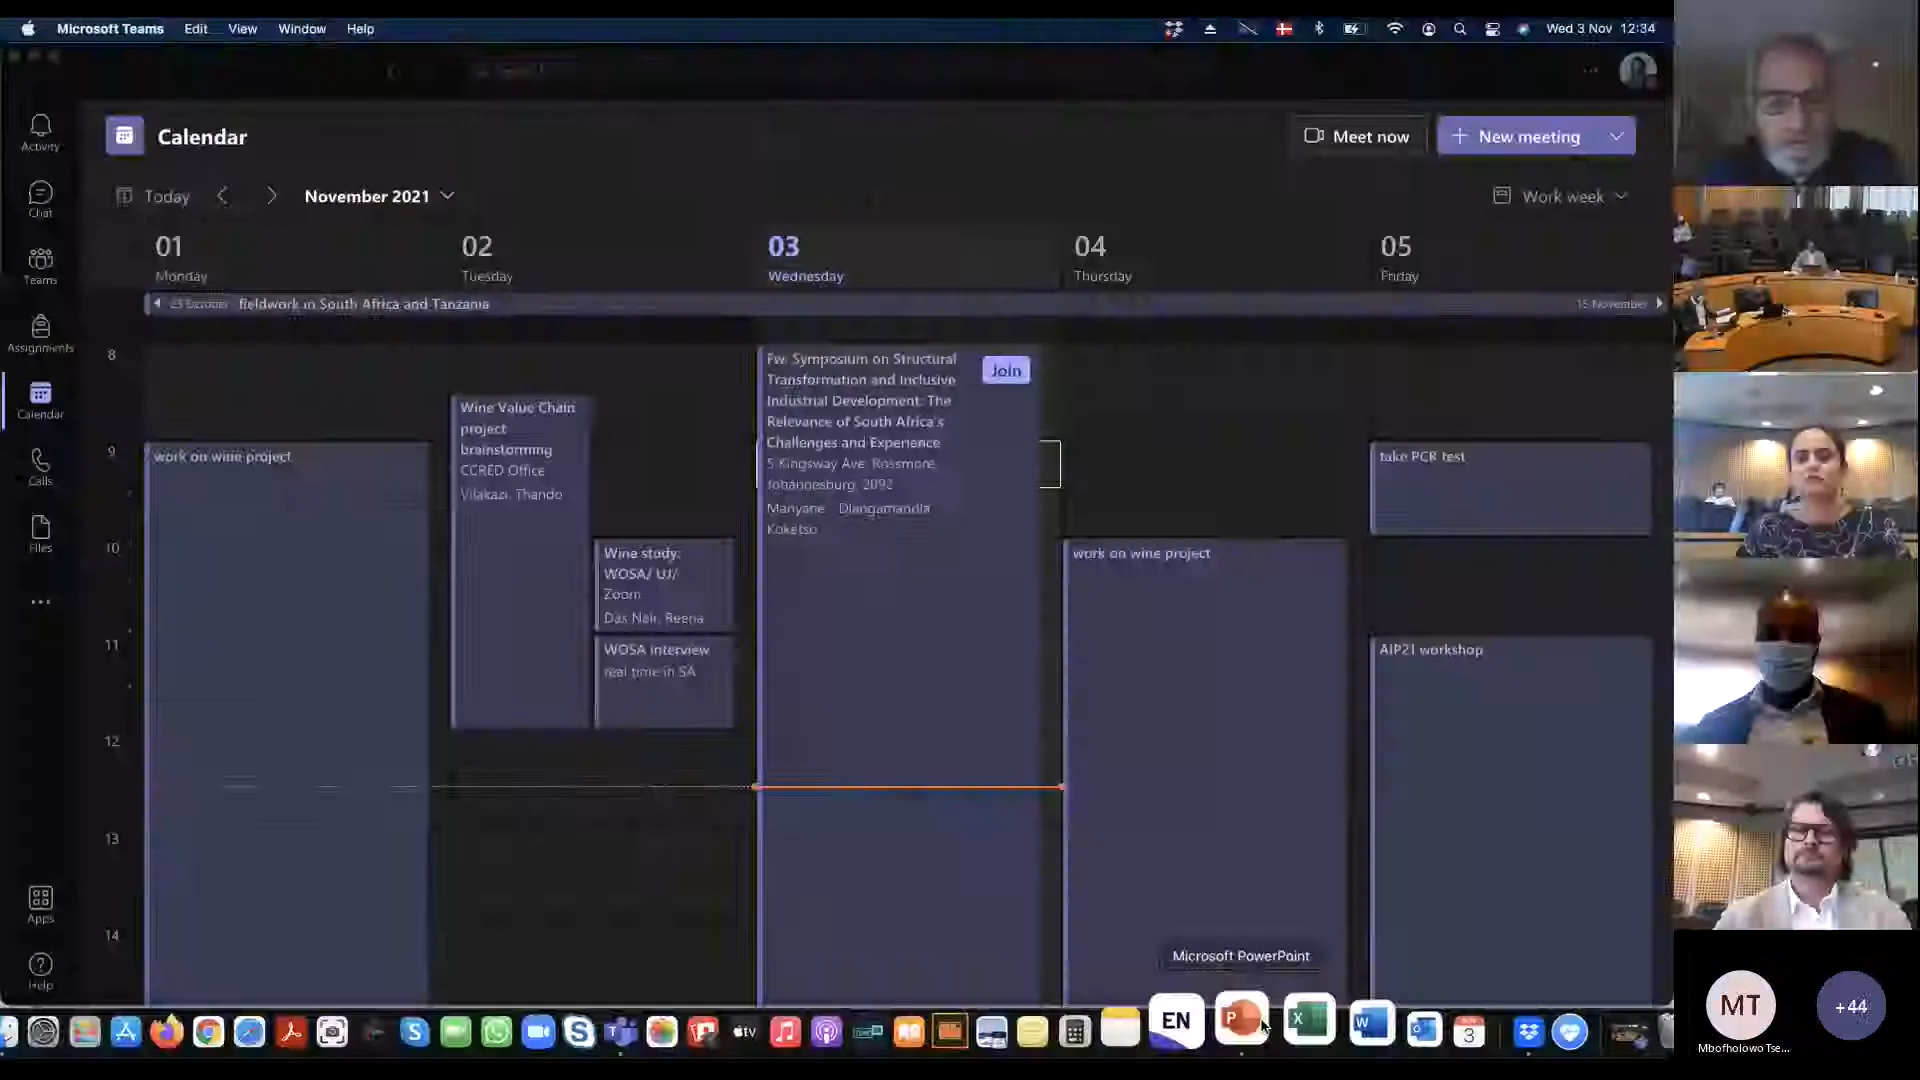 Microsoft Teams Edit View Window Help
Wed 3 Nov 12:34
Activity
Chat
Teams
Assignments
Calendar
Calls
Files
Apps
Help
Calendar
Meet now
New meeting
Today
November 2021
Work week
01
Monday
02
Tuesday
03
Wednesday
04
Thursday
05
Friday
fieldwork in South Africa and Tanzania
15 November
8
9
10
11
12
13
14
work on wine project
Wine Value Chain
project
brainstorming
CCRED Office
Vilakazi, Thando
Wine study:
WOSA/ UJ/
Zoom
Das Nair, Reena
WOSA interview
real time in SA
Fw: Symposium on Structural
Transformation and Inclusive
Industrial Development: The
Relevance of South Africa's
Challenges and Experience
5 Kingsway Ave, Rossmore,
Johannesburg, 2092
Manyane Dlangamandla
Koketso
Join
work on wine project
take PCR test
AIP21 workshop
Microsoft PowerPoint
EN
tv
3
MT
+44
Mbofholowo Tse...